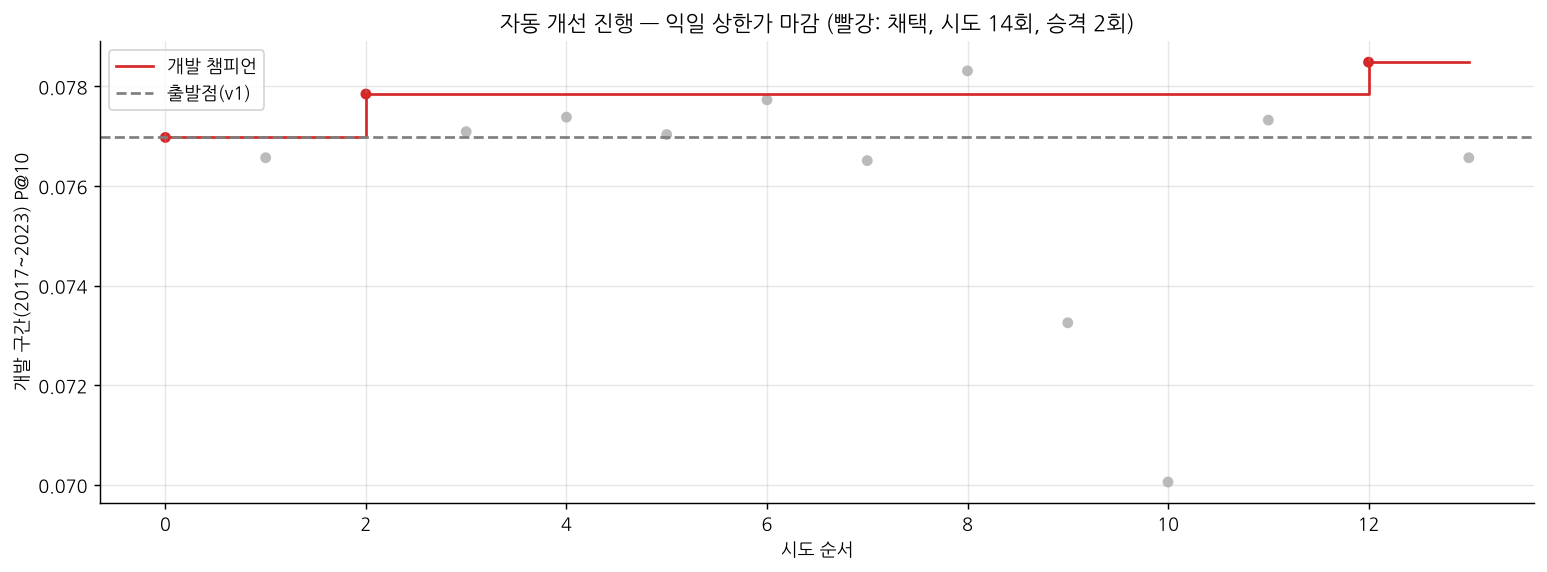 자동 개선 진행 — 익일 상한가 마감 (빨강: 채택, 시도 14회, 승격 2회)
개발 챔피언
출발점(v1)
개발 구간(2017~2023) P@10
0.078
0.076
0.074
0.072
0.070
0 2 4 6 8 10 12
시도 순서